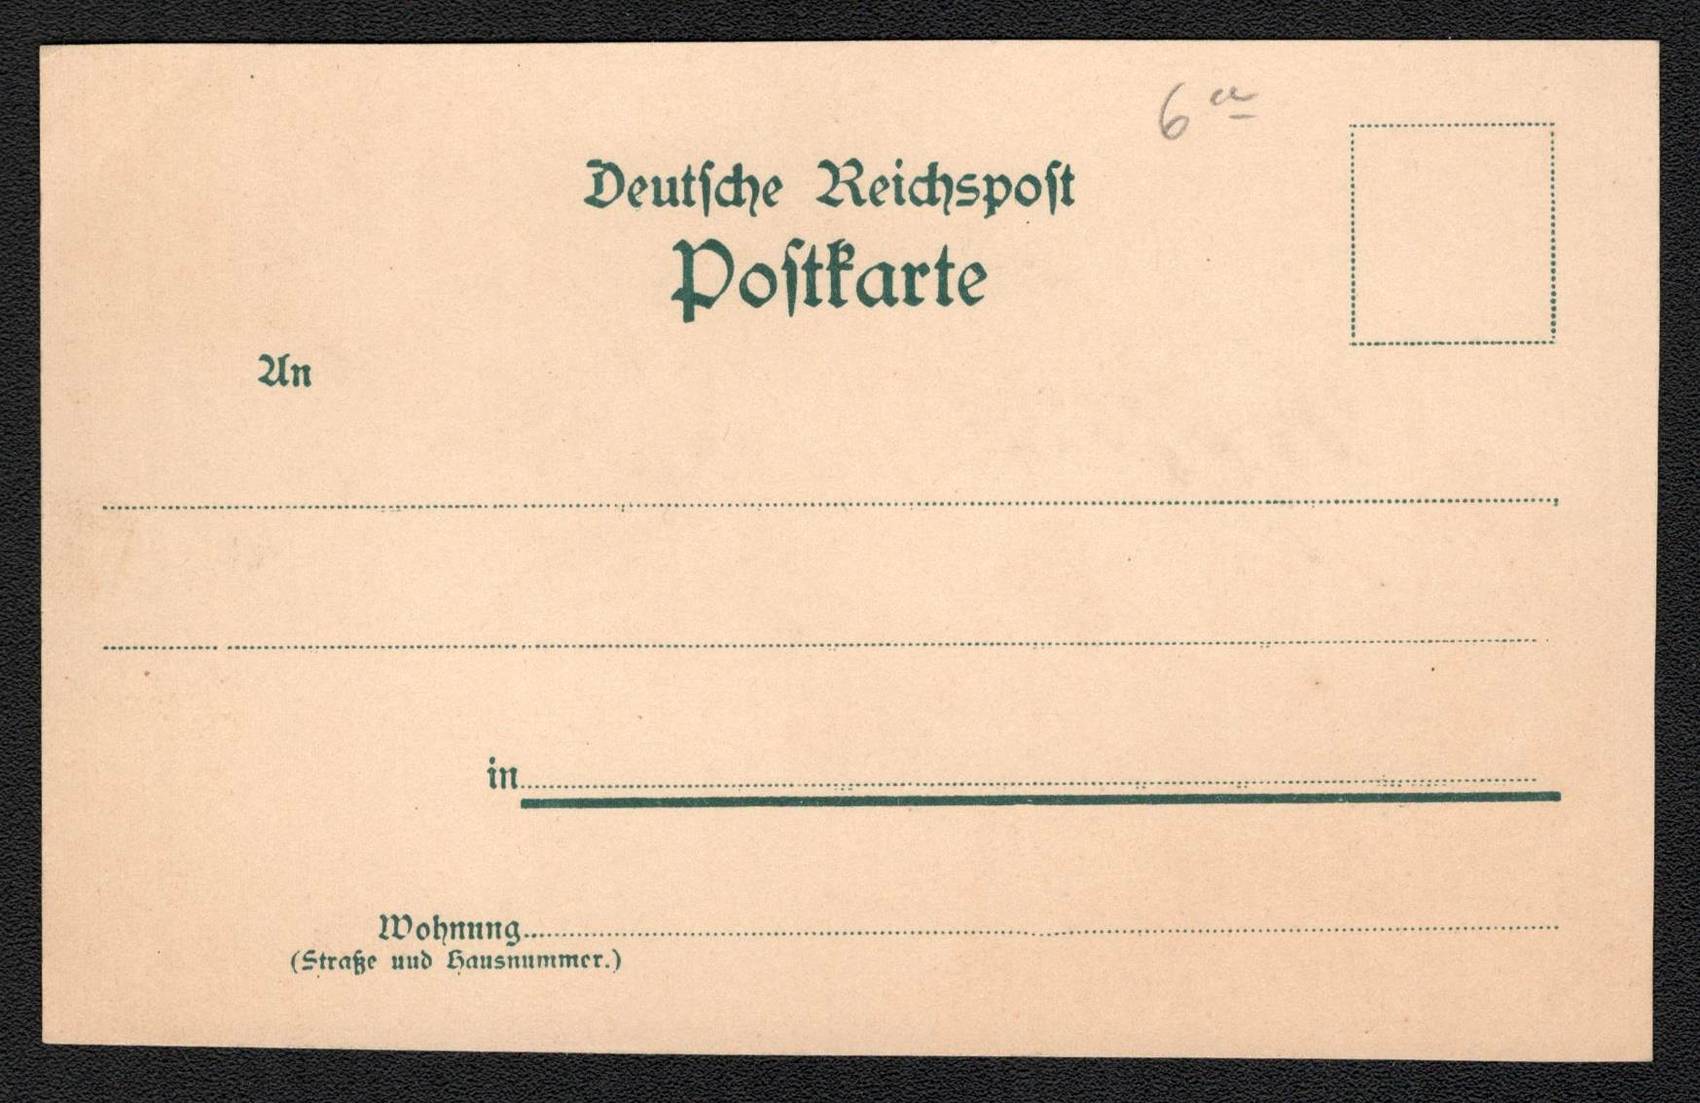 6 a
Deutſche Reichspoſt
Poſtkarte
An
in
Wohnung
(Straße und Hausnummer.)